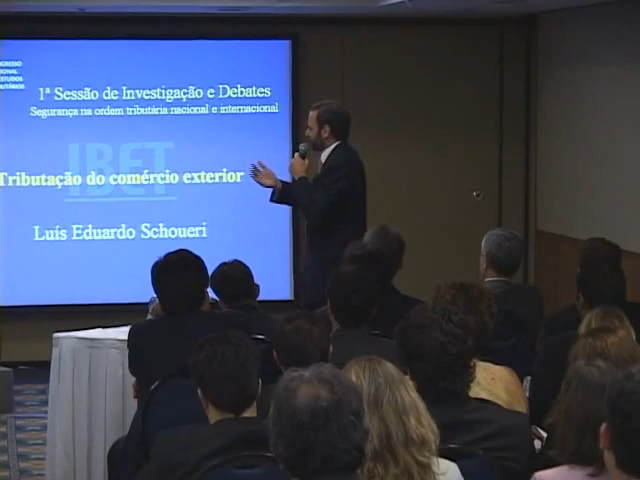 1ª Sessão de Investigação e Debates
Segurança na ordem tributária nacional e internacional
IBET
Tributação do comércio exterior
Luís Eduardo Schoueri